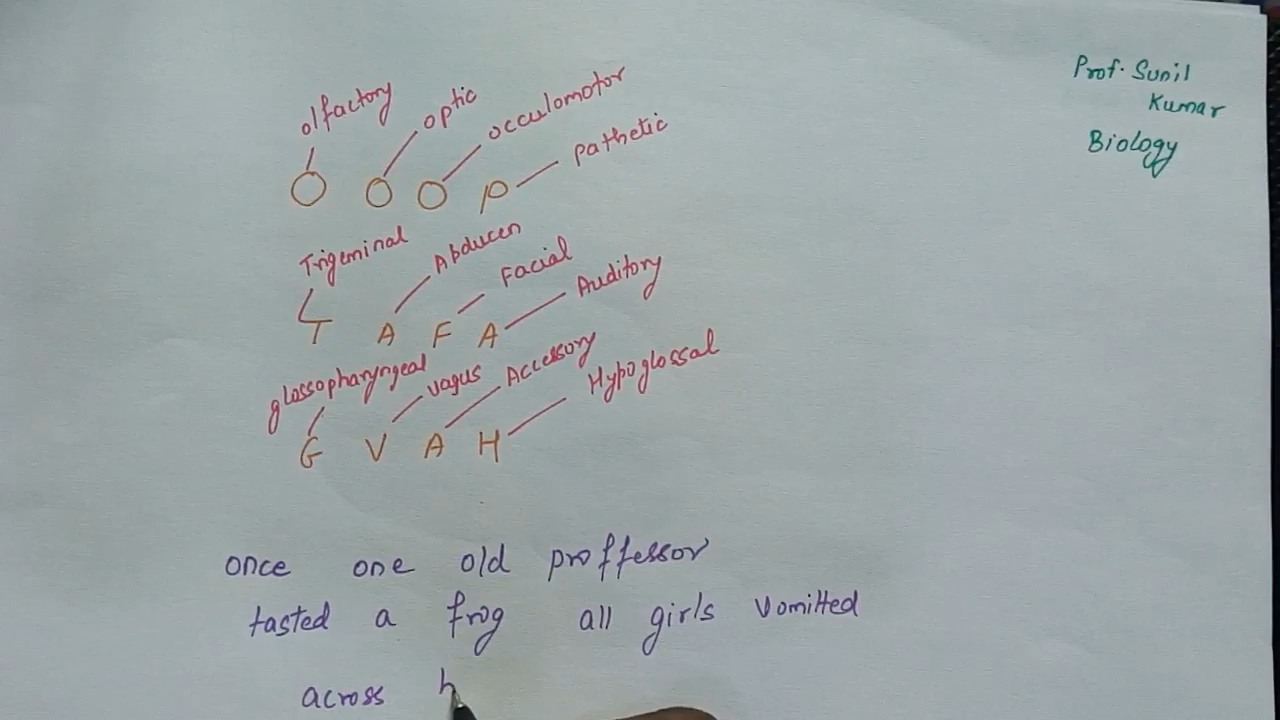 olfactory optic occulomotor pathetic
O O O P
Trigeminal Abducen Facial Auditory
T A F A
glossopharyngeal vagus Accessory Hypoglossal
G V A H
once one old proffessor
tasted a frog all girls vomitted
across h
Prof. Sunil
Kumar
Biology